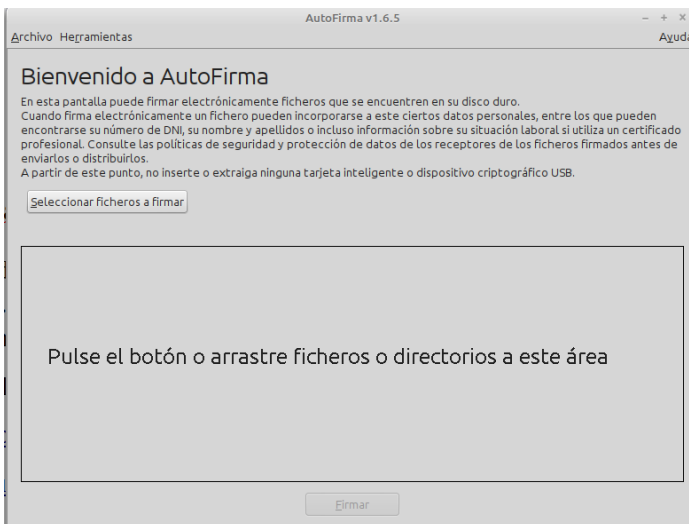 AutoFirma v1.6.5
Archivo Herramientas Ayuda
Bienvenido a AutoFirma
En esta pantalla puede firmar electrónicamente ficheros que se encuentren en su disco duro.
Cuando firma electrónicamente un fichero pueden incorporarse a este ciertos datos personales, entre los que pueden
encontrarse su número de DNI, su nombre y apellidos o incluso información sobre su situación laboral si utiliza un certificado
profesional. Consulte las políticas de seguridad y protección de datos de los receptores de los ficheros firmados antes de
enviarlos o distribuirlos.
A partir de este punto, no inserte o extraiga ninguna tarjeta inteligente o dispositivo criptográfico USB.
Seleccionar ficheros a firmar
Pulse el botón o arrastre ficheros o directorios a este área
Firmar